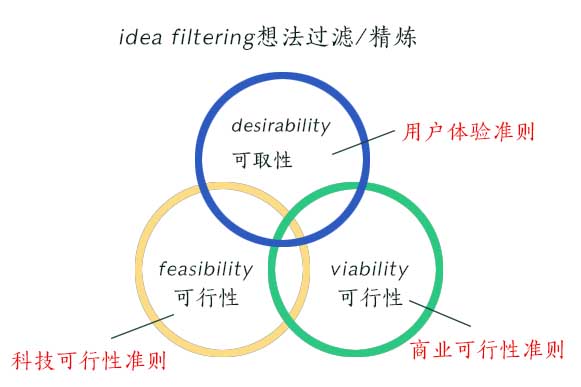 idea filtering想法过滤/精炼
desirability
可取性
用户体验准则
feasibility
可行性
viability
可行性
科技可行性准则
商业可行性准则